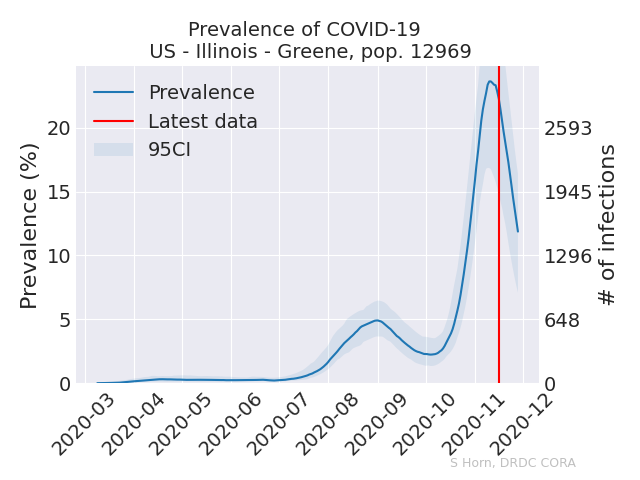 Prevalence of COVID-19
US - Illinois - Greene, pop. 12969
Prevalence
Latest data
95CI
Prevalence (%)
20
15
10
5
0
2593
1945
1296
648
0
# of infections
2020-03
2020-04
2020-05
2020-06
2020-07
2020-08
2020-09
2020-10
2020-11
2020-12
S Horn, DRDC CORA